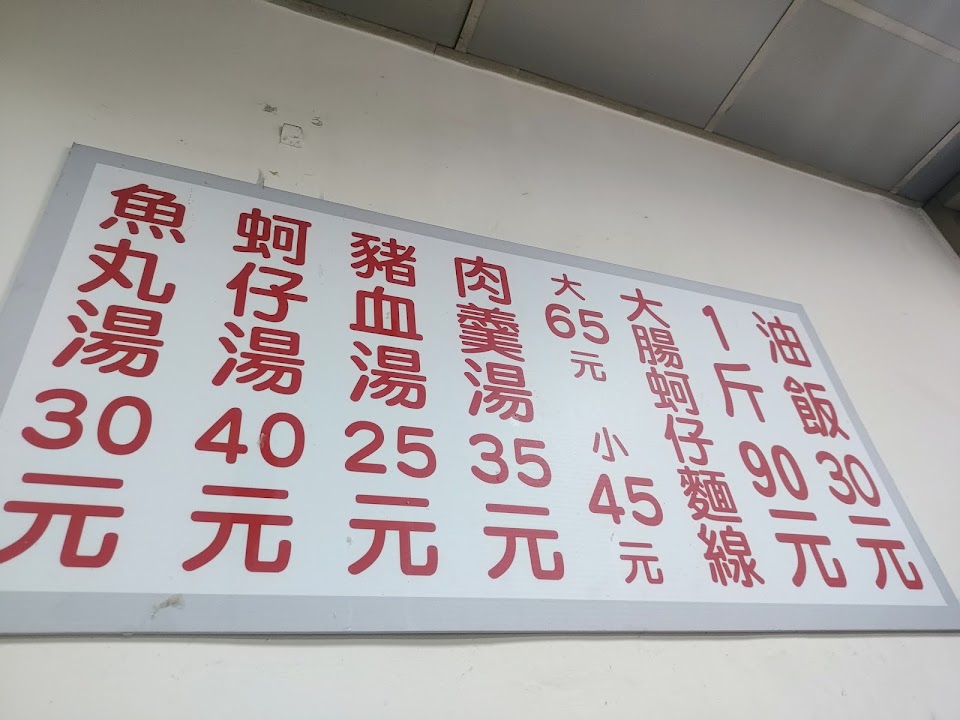 油飯30元
1斤90元
大腸蚵仔麵線
大65元 小45元
肉羹湯35元
豬血湯25元
蚵仔湯40元
魚丸湯30元